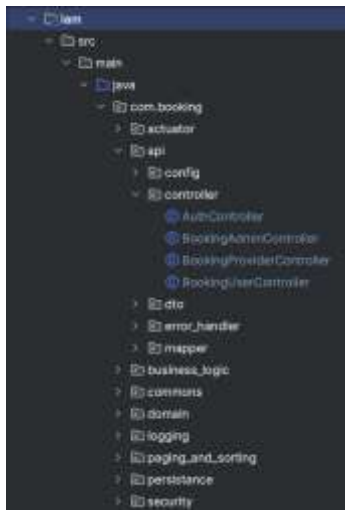 iam
src
main
java
com.booking
actuator
api
config
controller
AuthController
BookingAdminController
BookingProviderController
BookingUserController
dto
error_handler
mapper
business_logic
commons
domain
logging
paging_and_sorting
persistance
security